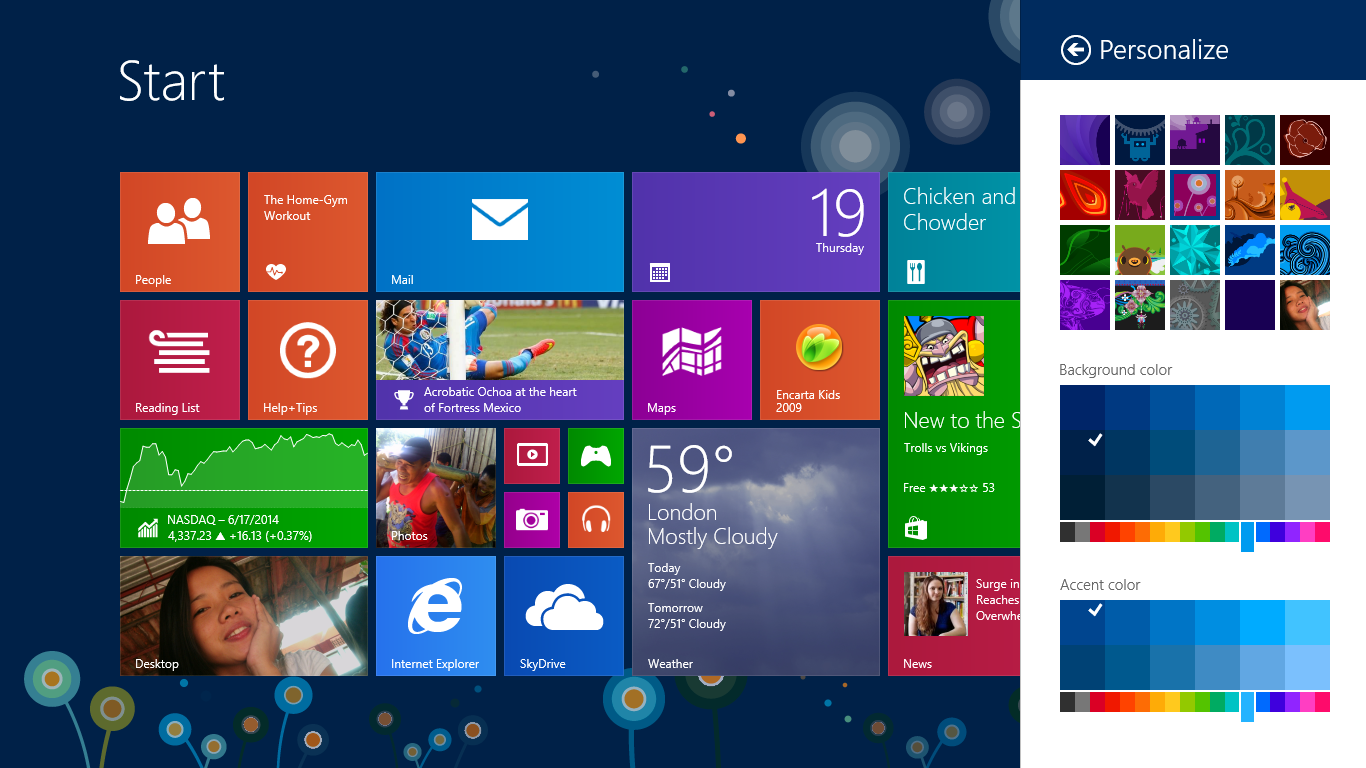 Start
Personalize
People
The Home-Gym
Workout
Mail
19
Thursday
Chicken and
Chowder
Reading List
Help+Tips
Acrobatic Ochoa at the heart
of Fortress Mexico
Maps
Encarta Kids
2009
New to the S
Trolls vs Vikings
Free ★★★☆☆ 53
NASDAQ – 6/17/2014
4,337.23 ▲ +16.13 (+0.37%)
Photos
59°
London
Mostly Cloudy
Today
67°/51° Cloudy
Tomorrow
72°/51° Cloudy
Weather
Desktop
Internet Explorer
SkyDrive
Surge in
Reaches
Overwhe
News
Background color
Accent color